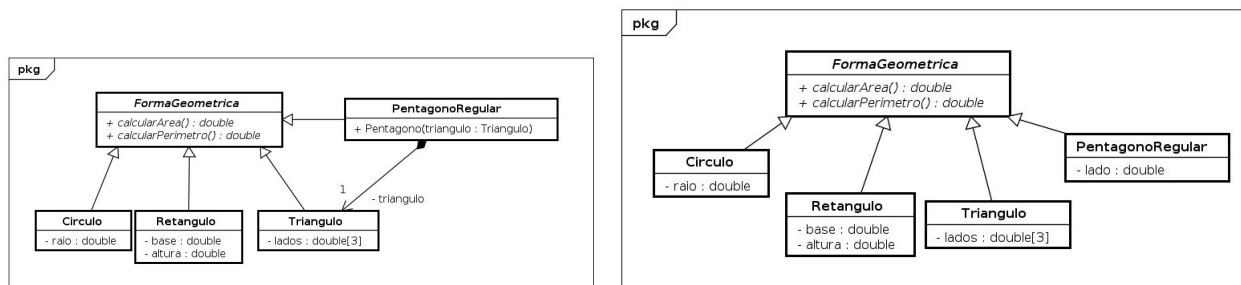 pkg
FormaGeometrica
+ calcularArea() : double
+ calcularPerimetro() : double
PentagonoRegular
+ Pentagono(triangulo : Triangulo)
1
- triangulo
Circulo
- raio : double
Retangulo
- base : double
- altura : double
Triangulo
- lados : double[3]
pkg
FormaGeometrica
+ calcularArea() : double
+ calcularPerimetro() : double
Circulo
- raio : double
Retangulo
- base : double
- altura : double
Triangulo
- lados : double[3]
PentagonoRegular
- lado : double